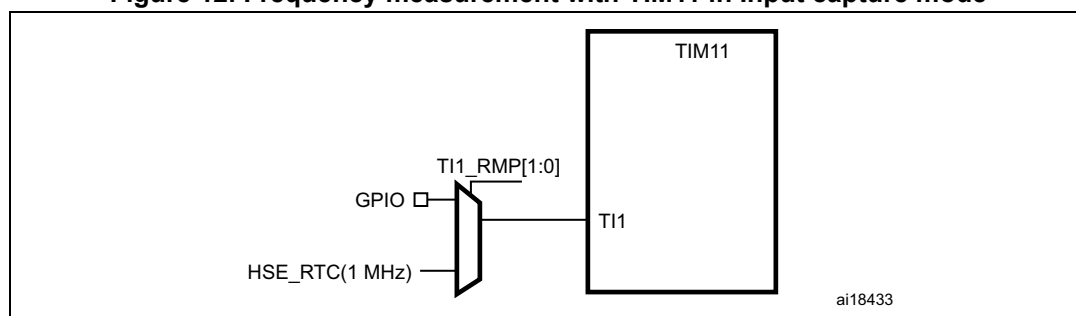 Figure 12. Frequency measurement with TIM11 in Input capture mode
TIM11
TI1_RMP[1:0]
GPIO
TI1
HSE_RTC(1 MHz)
ai18433